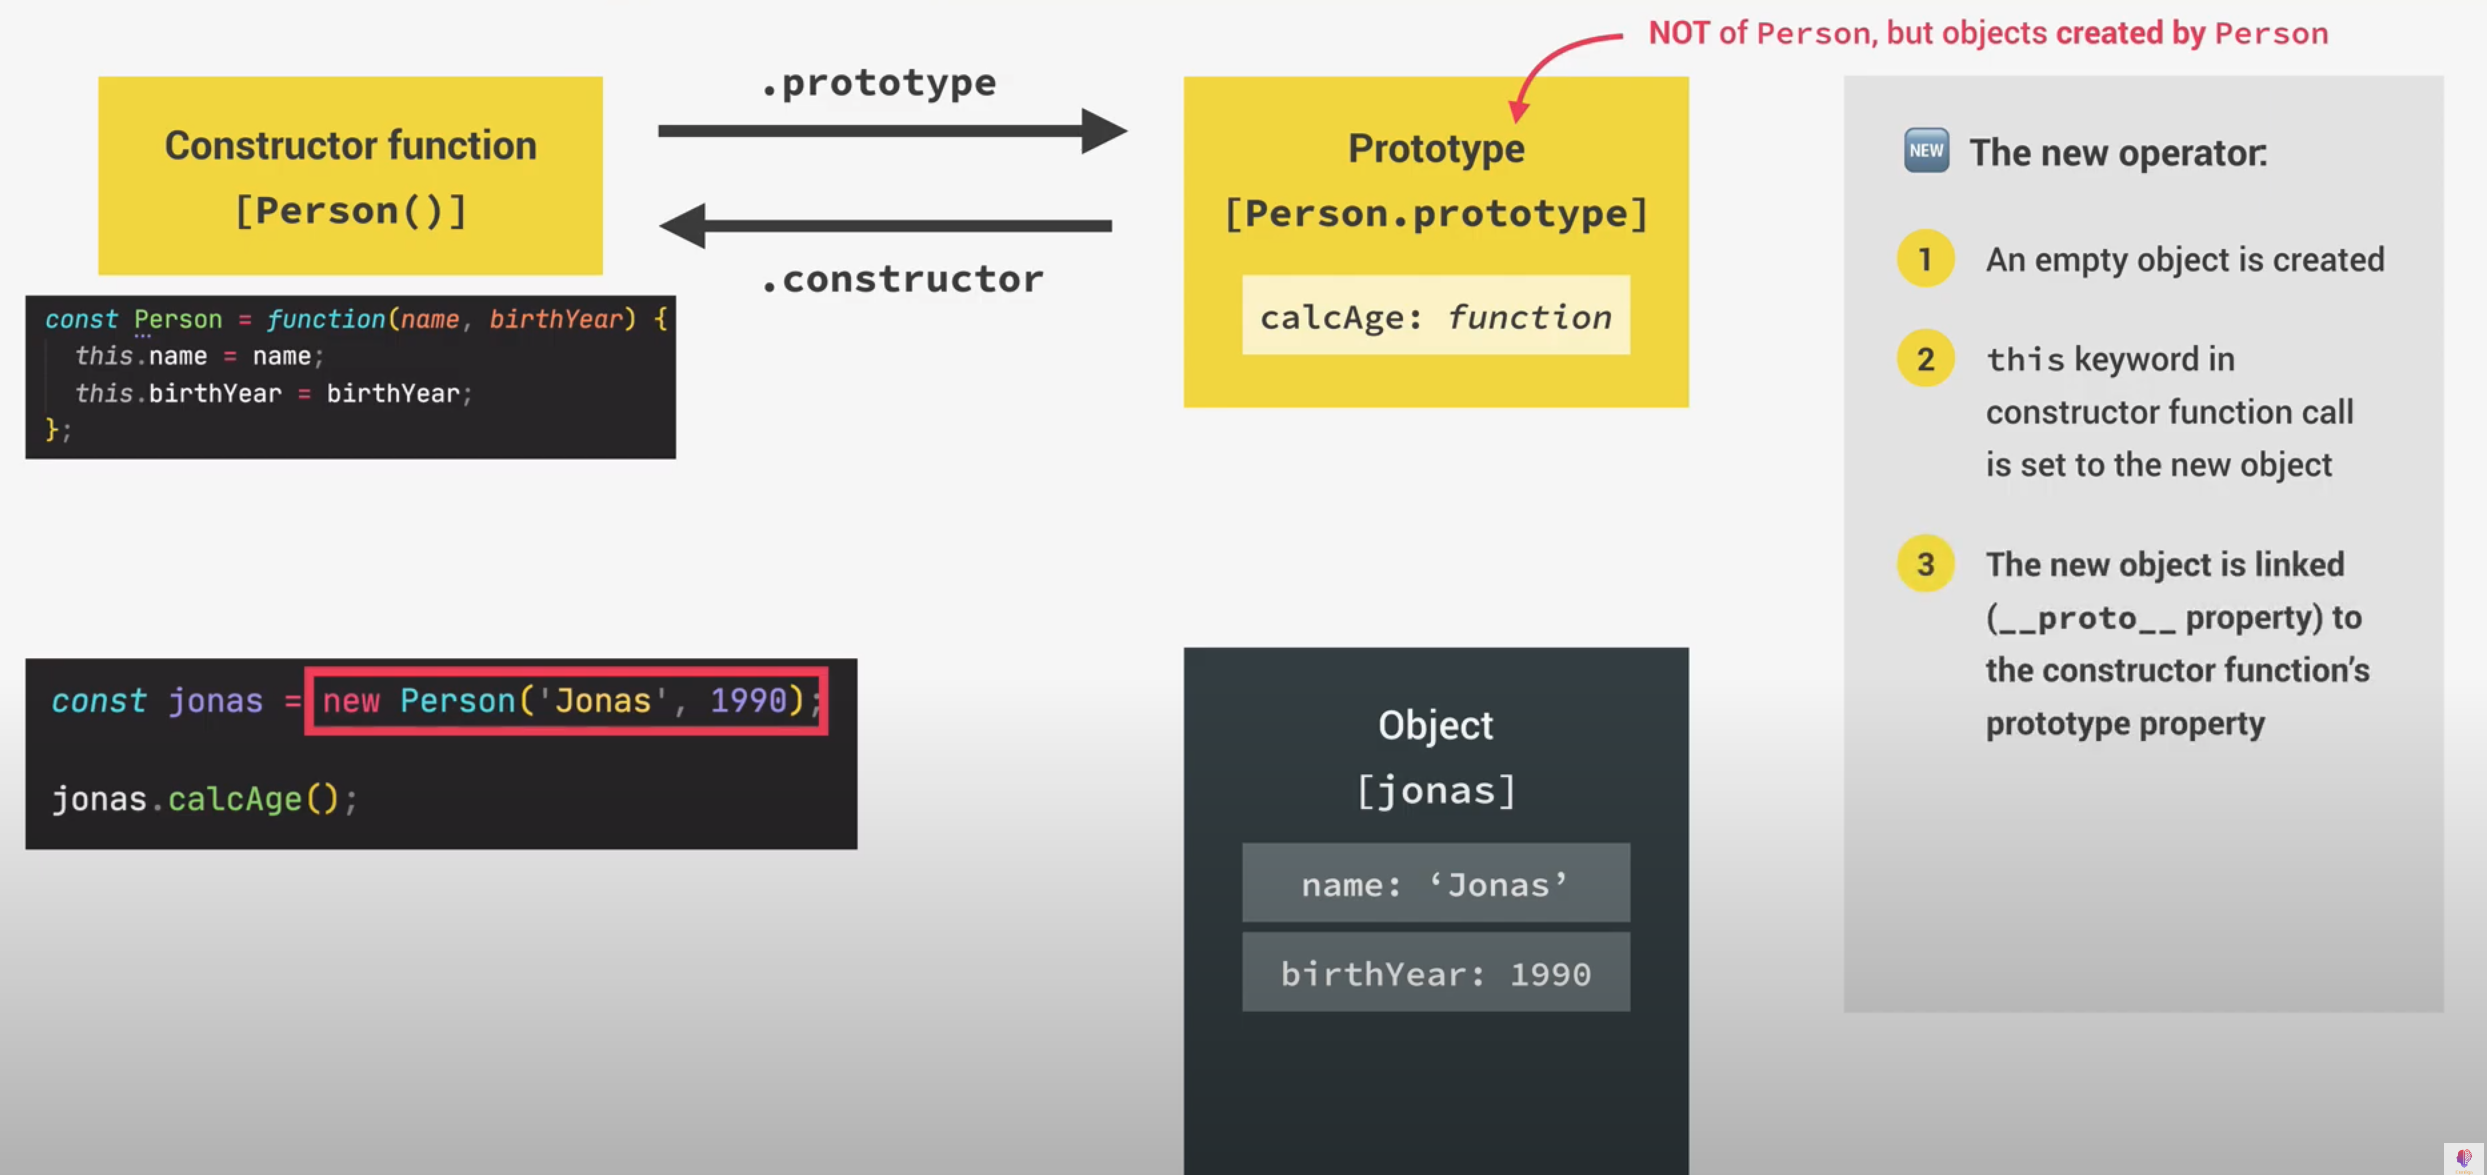 NOT of Person, but objects created by Person
Constructor function
[Person()]
.prototype
.constructor
Prototype
[Person.prototype]
calcAge: function
const Person = function(name, birthYear) {
this.name = name;
this.birthYear = birthYear;
};
const jonas = new Person('Jonas', 1990);
jonas.calcAge();
Object
[jonas]
name: ‘Jonas’
birthYear: 1990
NEW The new operator:
1 An empty object is created
2 this keyword in
constructor function call
is set to the new object
3 The new object is linked
(__proto__ property) to
the constructor function’s
prototype property